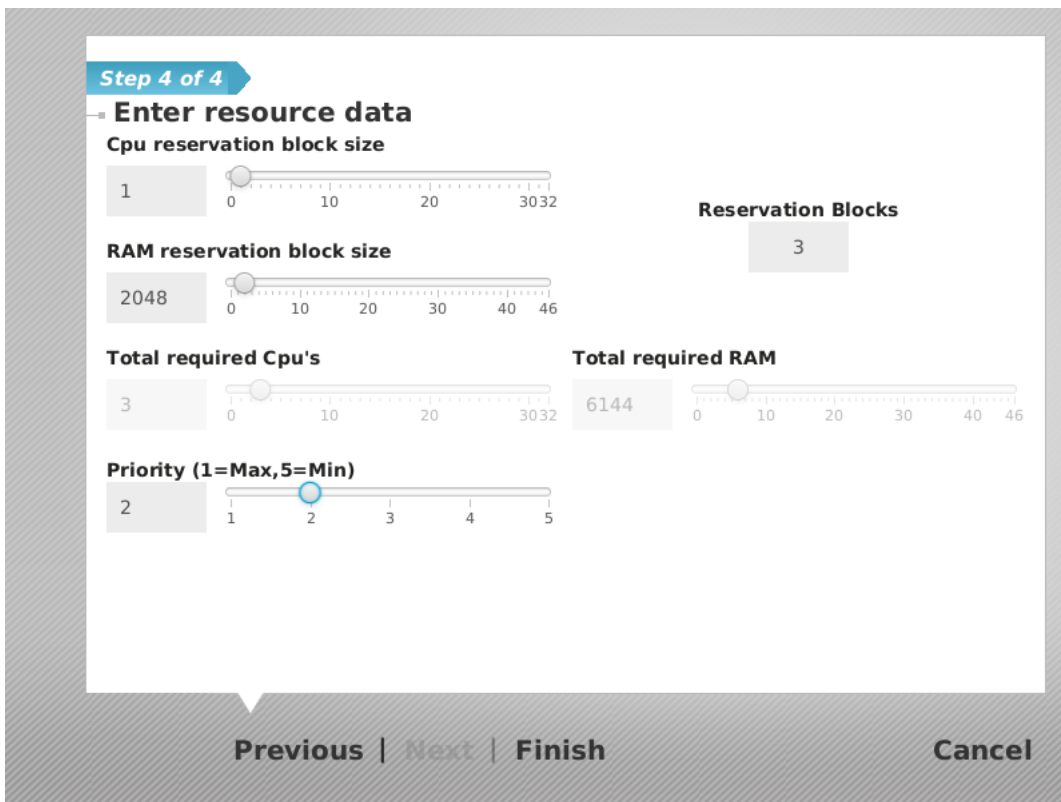 Step 4 of 4
Enter resource data
Cpu reservation block size
1
0 10 20 30 32
Reservation Blocks
3
RAM reservation block size
2048
0 10 20 30 40 46
Total required Cpu's
3
0 10 20 30 32
Total required RAM
6144
0 10 20 30 40 46
Priority (1=Max,5=Min)
2
1 2 3 4 5
Previous | Next | Finish
Cancel